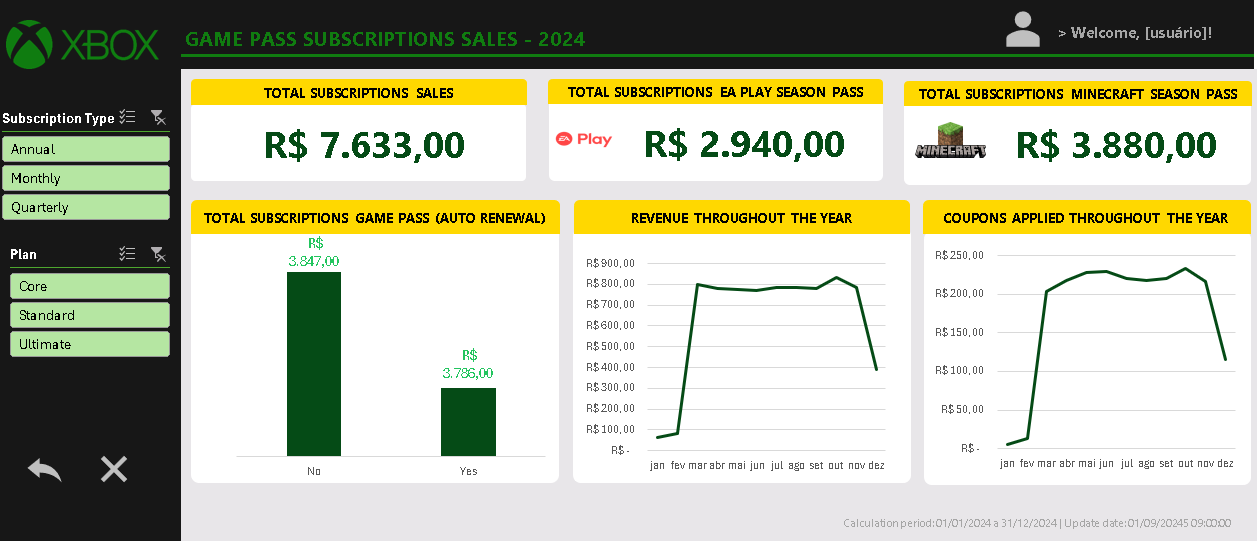 XBOX
GAME PASS SUBSCRIPTIONS SALES - 2024
> Welcome, [usuário]!
Subscription Type
Annual
Monthly
Quarterly
Plan
Core
Standard
Ultimate
TOTAL SUBSCRIPTIONS SALES
R$ 7.633,00
TOTAL SUBSCRIPTIONS EA PLAY SEASON PASS
EA Play
R$ 2.940,00
TOTAL SUBSCRIPTIONS MINECRAFT SEASON PASS
MINECRAFT
R$ 3.880,00
TOTAL SUBSCRIPTIONS GAME PASS (AUTO RENEWAL)
R$
3.847,00
R$
3.786,00
No Yes
REVENUE THROUGHOUT THE YEAR
R$ 900,00
R$ 800,00
R$ 700,00
R$ 600,00
R$ 500,00
R$ 400,00
R$ 300,00
R$ 200,00
R$ 100,00
R$ -
jan fev mar abr mai jun jul ago set out nov dez
COUPONS APPLIED THROUGHOUT THE YEAR
R$ 250,00
R$ 200,00
R$ 150,00
R$ 100,00
R$ 50,00
R$ -
jan fev mar abr mai jun jul ago set out nov dez
Calculation period: 01/01/2024 a 31/12/2024 | Update date: 01/09/20245 09:00:00